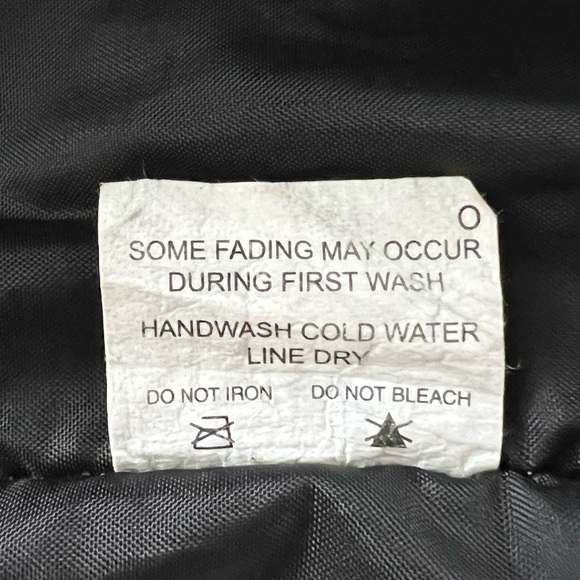 O
SOME FADING MAY OCCUR
DURING FIRST WASH
HANDWASH COLD WATER
LINE DRY
DO NOT IRON DO NOT BLEACH